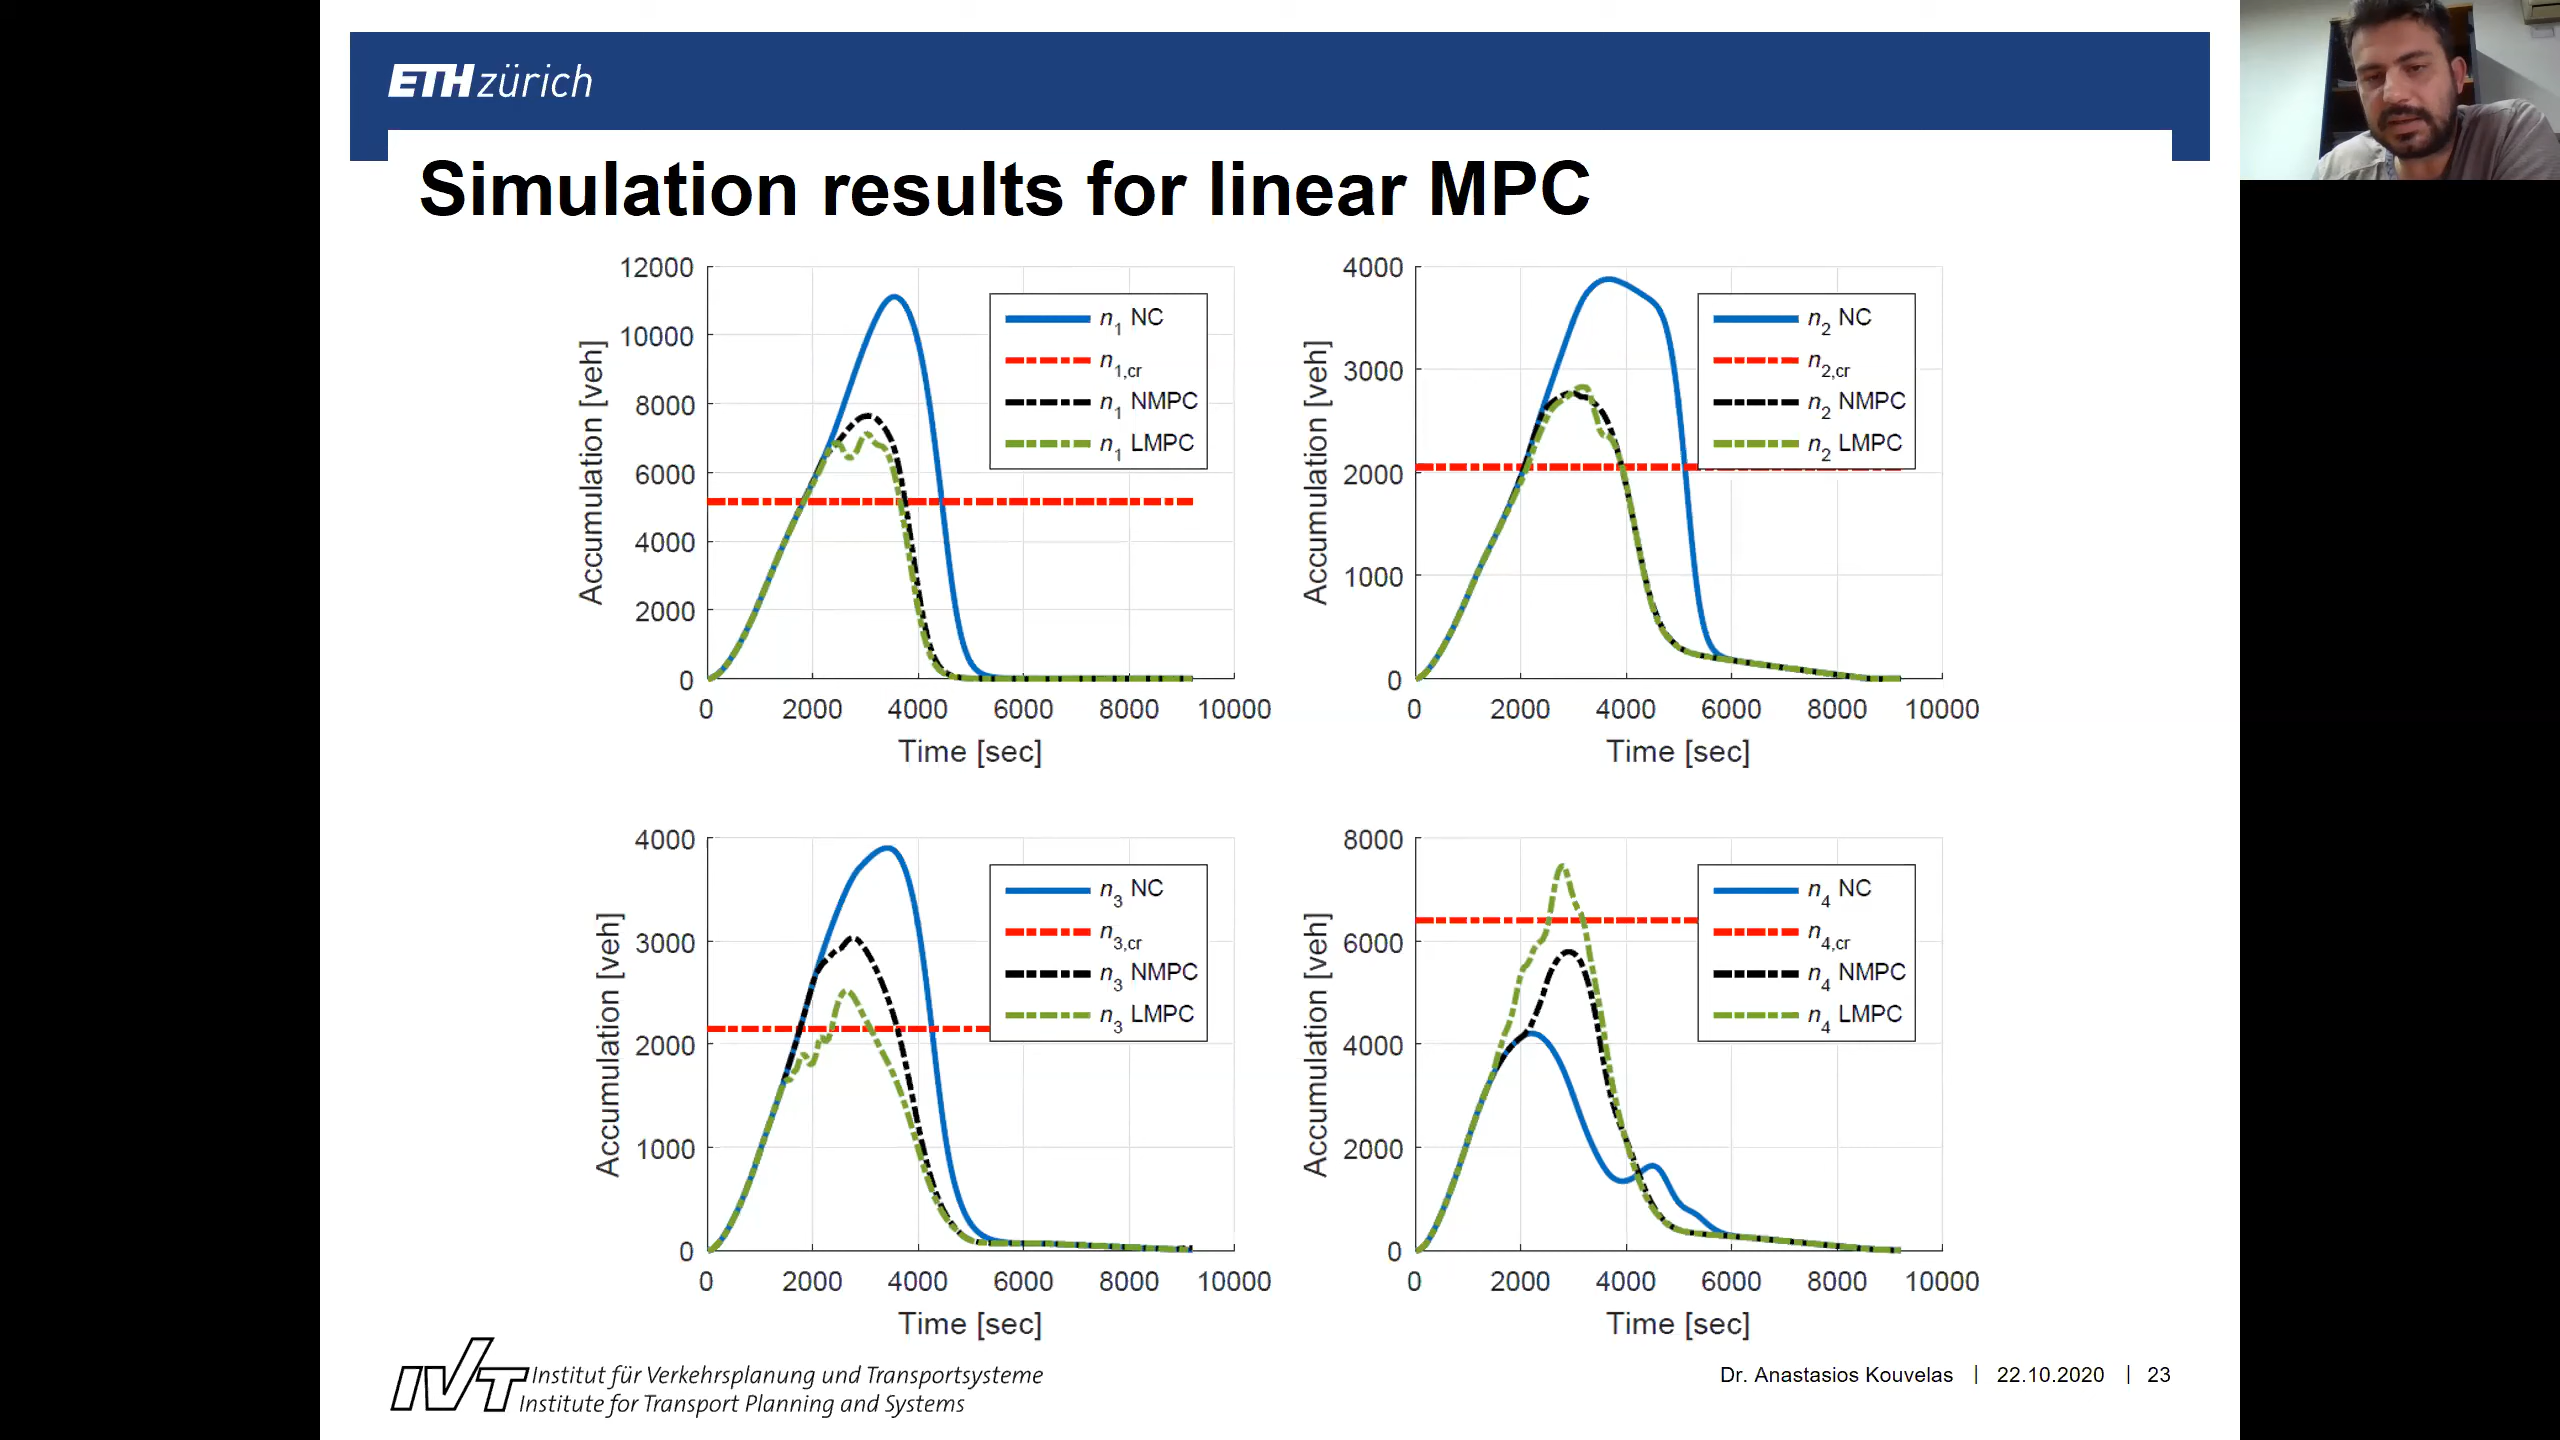 ETH zürich
Simulation results for linear MPC
12000
10000
8000
6000
4000
2000
0
Accumulation [veh]
n1 NC
n1,cr
n1 NMPC
n1 LMPC
0 2000 4000 6000 8000 10000
Time [sec]
4000
3000
2000
1000
0
Accumulation [veh]
n2 NC
n2,cr
n2 NMPC
n2 LMPC
0 2000 4000 6000 8000 10000
Time [sec]
4000
3000
2000
1000
0
Accumulation [veh]
n3 NC
n3,cr
n3 NMPC
n3 LMPC
0 2000 4000 6000 8000 10000
Time [sec]
8000
6000
4000
2000
0
Accumulation [veh]
n4 NC
n4,cr
n4 NMPC
n4 LMPC
0 2000 4000 6000 8000 10000
Time [sec]
IVT Institut für Verkehrsplanung und Transportsysteme
Institute for Transport Planning and Systems
Dr. Anastasios Kouvelas | 22.10.2020 | 23